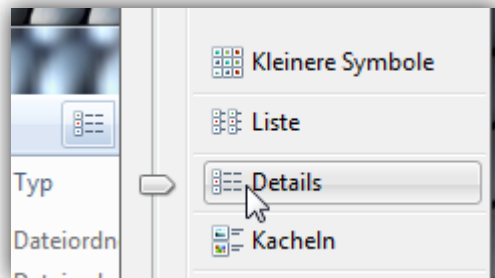 Kleinere Symbole
Liste
Typ
Details
Dateiordn
Kacheln